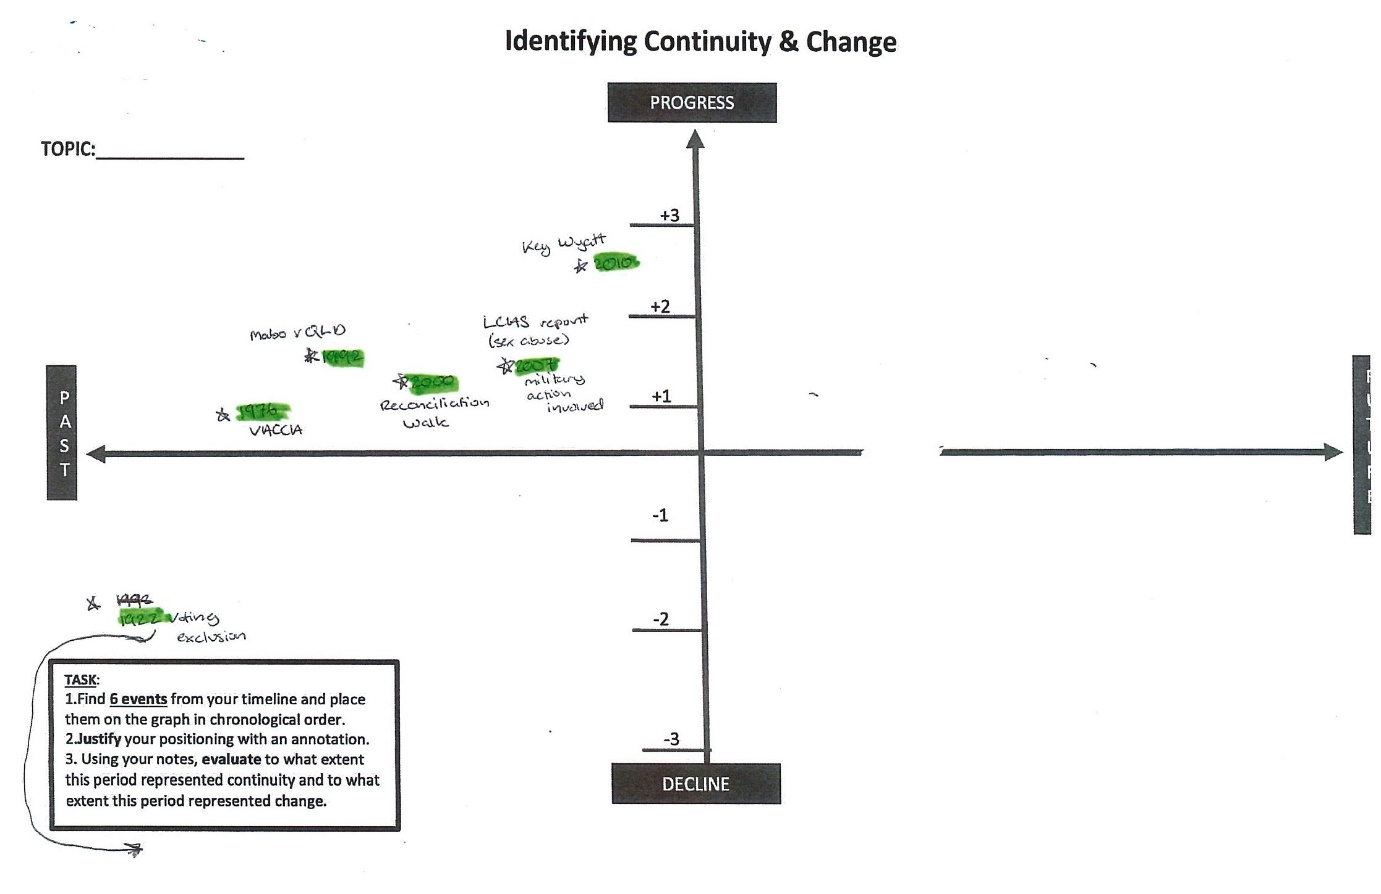 Identifying Continuity & Change
PROGRESS
TOPIC:
+3
Key Wyatt
2010
+2
LCSAS report
(sex abuse)
Mabo v QLD
1992
2007
military
action
involved
2000
Reconciliation
walk
+1
1976
VACCIA
PAST
-1
1992
1922 voting
exclusion
-2
TASK:
1.Find 6 events from your timeline and place
them on the graph in chronological order.
2.Justify your positioning with an annotation.
3. Using your notes, evaluate to what extent
this period represented continuity and to what
extent this period represented change.
-3
DECLINE